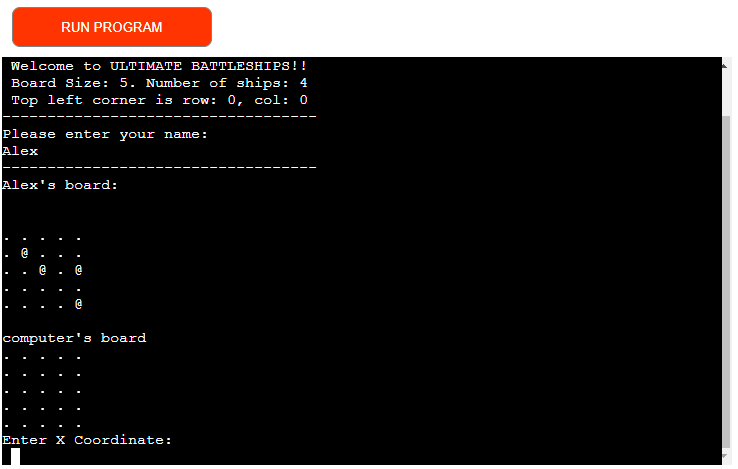 RUN PROGRAM
Welcome to ULTIMATE BATTLESHIPS!!
Board Size: 5. Number of ships: 4
Top left corner is row: 0, col: 0
-----------------------------------
Please enter your name:
Alex
-----------------------------------
Alex's board:
. . . . .
. @ . . .
. . @ . @
. . . . .
. . . . @
computer's board
. . . . .
. . . . .
. . . . .
. . . . .
. . . . .
Enter X Coordinate: